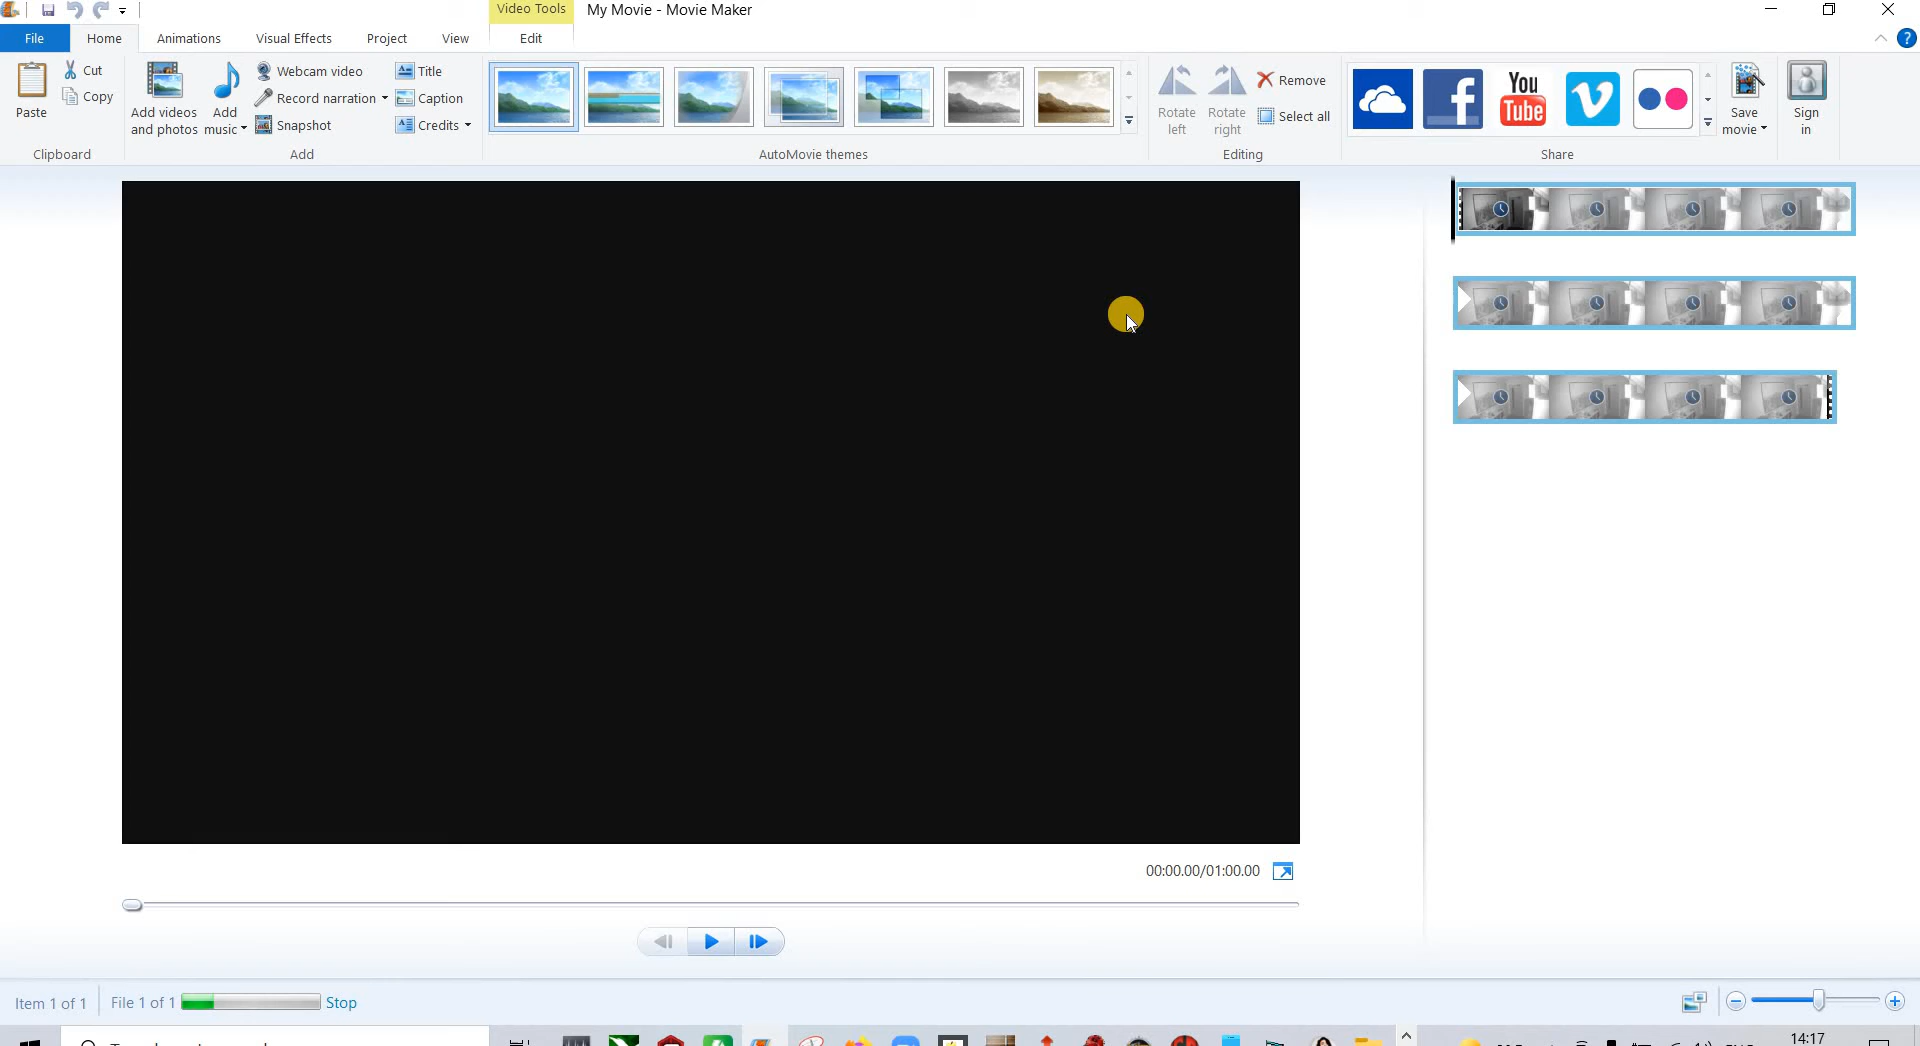 Video Tools
My Movie - Movie Maker
File
Home
Animations
Visual Effects
Project
View
Edit
Paste
Cut
Copy
Clipboard
Add videos
and photos
Add
music
Webcam video
Record narration
Snapshot
Title
Caption
Credits
Add
AutoMovie themes
Rotate
left
Rotate
right
Remove
Select all
Editing
You
Tube
Share
Save
movie
Sign
in
00:00.00/01:00.00
Item 1 of 1
File 1 of 1
Stop
14:17